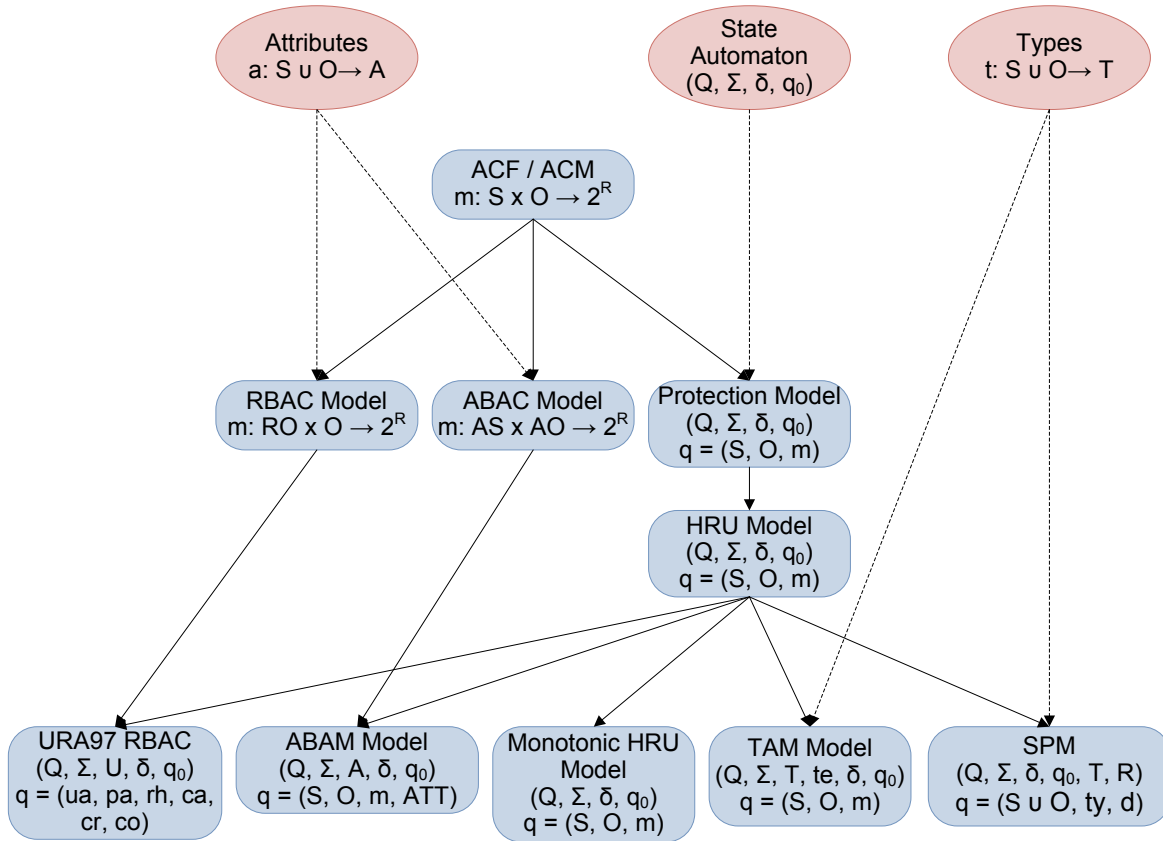 Attributes
a: S ∪ O→ A
State
Automaton
(Q, Σ, δ, q₀)
Types
t: S ∪ O→ T
ACF / ACM
m: S x O → 2ᴿ
RBAC Model
m: RO x O → 2ᴿ
ABAC Model
m: AS x AO → 2ᴿ
Protection Model
(Q, Σ, δ, q₀)
q = (S, O, m)
HRU Model
(Q, Σ, δ, q₀)
q = (S, O, m)
URA97 RBAC
(Q, Σ, U, δ, q₀)
q = (ua, pa, rh, ca,
cr, co)
ABAM Model
(Q, Σ, A, δ, q₀)
q = (S, O, m, ATT)
Monotonic HRU
Model
(Q, Σ, δ, q₀)
q = (S, O, m)
TAM Model
(Q, Σ, T, te, δ, q₀)
q = (S, O, m)
SPM
(Q, Σ, δ, q₀, T, R)
q = (S ∪ O, ty, d)